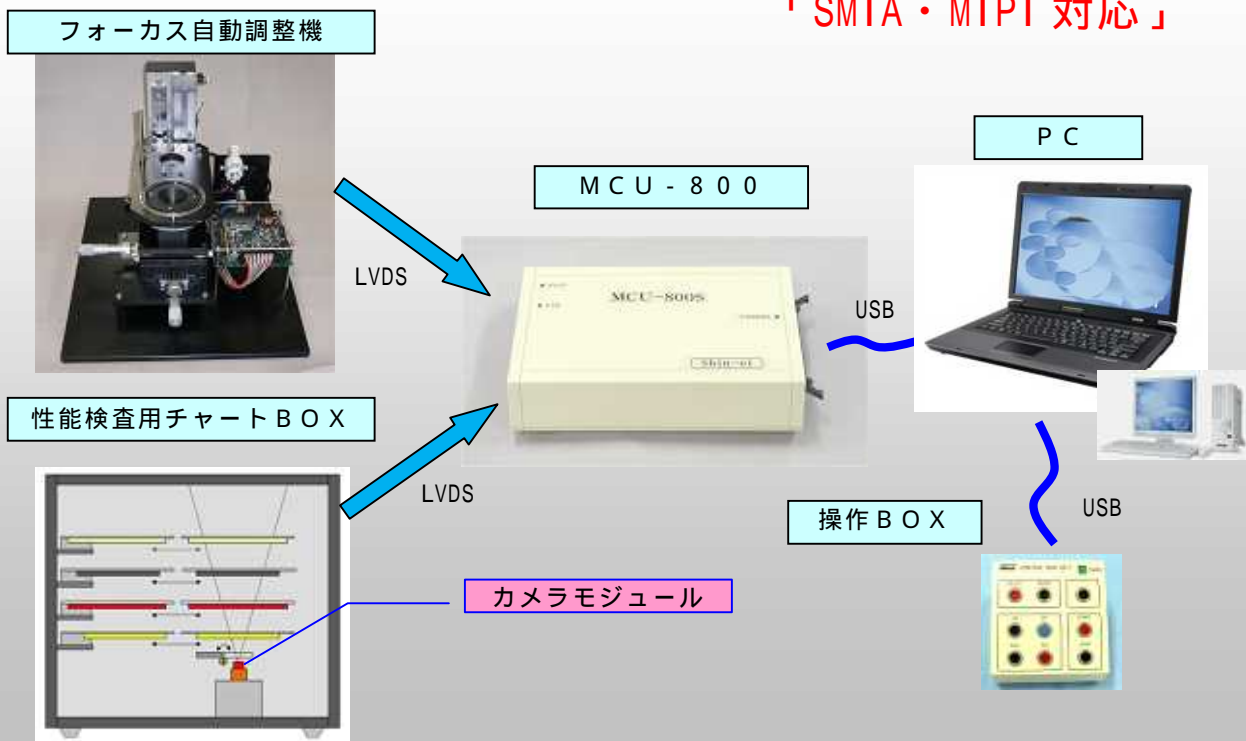 「SMIA・MIPI 対応」
フォーカス自動調整機
ＰＣ
ＭＣＵ‐８００
LVDS
MCU-800S
USB
Shin-ei
性能検査用チャートＢＯＸ
LVDS
操作ＢＯＸ
USB
カメラモジュール